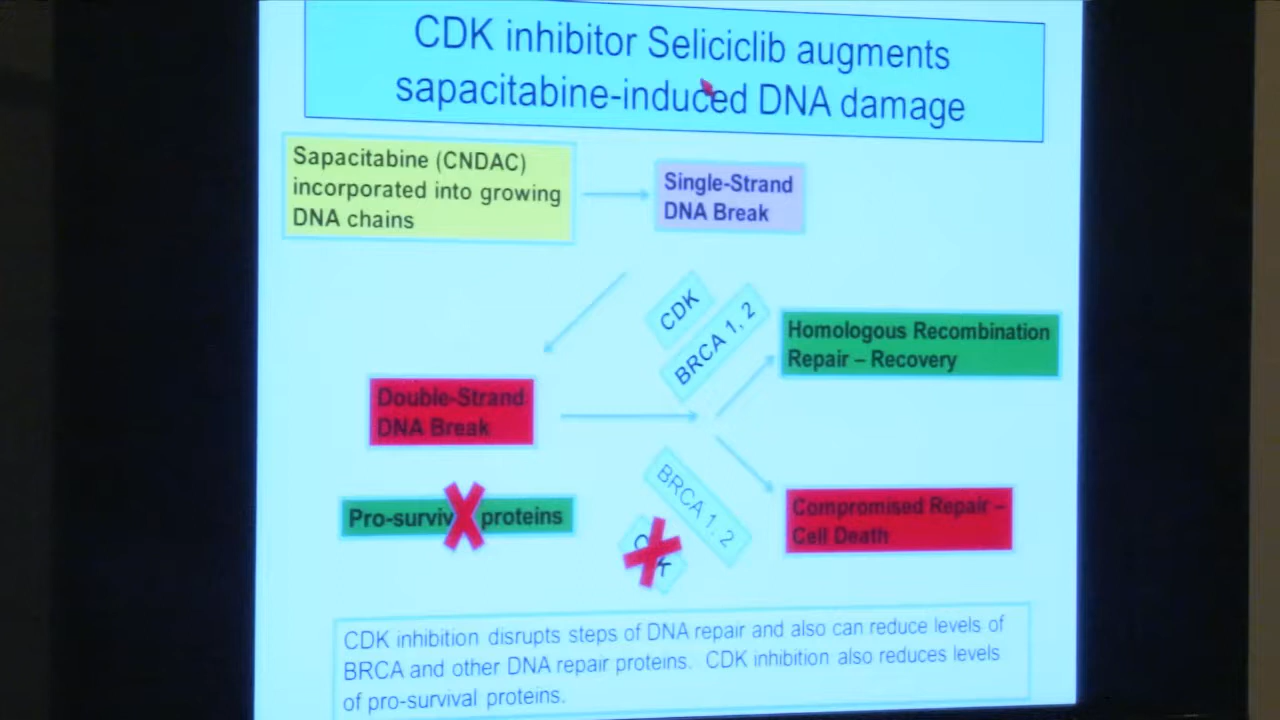 CDK inhibitor Seliciclib augments
sapacitabine-induced DNA damage
Sapacitabine (CNDAC)
incorporated into growing
DNA chains
Single-Strand
DNA Break
CDK
BRCA 1, 2
Homologous Recombination
Repair – Recovery
Double-Strand
DNA Break
BRCA 1, 2
Compromised Repair –
Cell Death
Pro-surviv proteins
CDK inhibition disrupts steps of DNA repair and also can reduce levels of
BRCA and other DNA repair proteins. CDK inhibition also reduces levels
of pro-survival proteins.